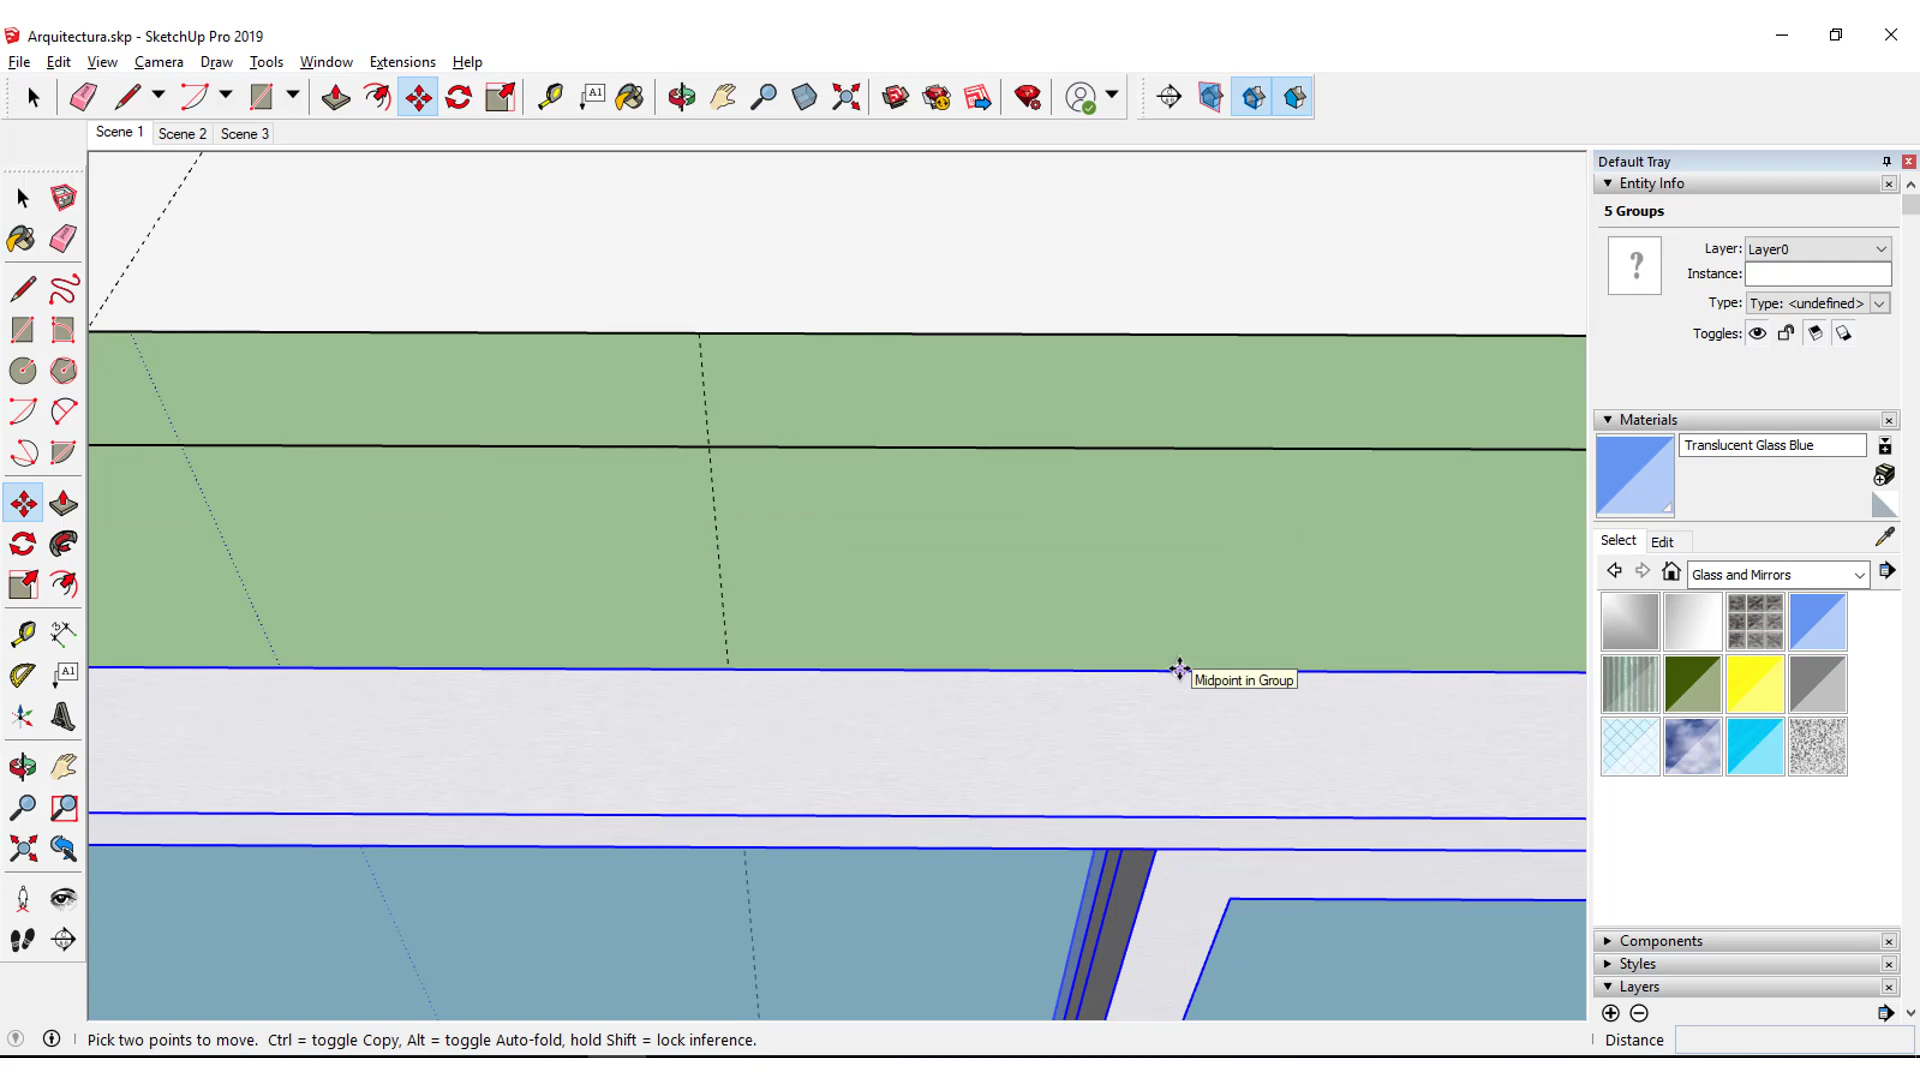 Arquitectura.skp - SketchUp Pro 2019
File Edit View Camera Draw Tools Window Extensions Help
A1
Scene 1 Scene 2 Scene 3
Default Tray
Entity Info
5 Groups
?
Layer: Layer0
Instance:
Type: Type: <undefined>
Toggles:
Materials
Translucent Glass Blue
Select Edit
Glass and Mirrors
A1
Midpoint in Group
Components
Styles
Layers
Pick two points to move. Ctrl = toggle Copy, Alt = toggle Auto-fold, hold Shift = lock inference.
Distance